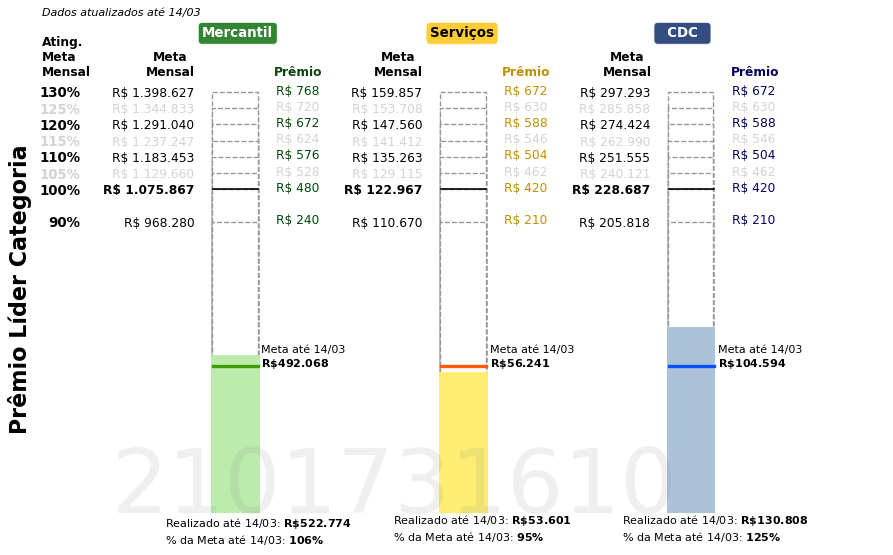 Dados atualizados até 14/03
Mercantil Serviços CDC
Ating. Meta Mensal Meta Mensal Prêmio Meta Mensal Prêmio Meta Mensal Prêmio
130% R$ 1.398.627 R$ 768 R$ 159.857 R$ 672 R$ 297.293 R$ 672
125% R$ 1.344.833 R$ 720 R$ 153.708 R$ 630 R$ 285.858 R$ 630
120% R$ 1.291.040 R$ 672 R$ 147.560 R$ 588 R$ 274.424 R$ 588
115% R$ 1.237.247 R$ 624 R$ 141.412 R$ 546 R$ 262.990 R$ 546
110% R$ 1.183.453 R$ 576 R$ 135.263 R$ 504 R$ 251.555 R$ 504
105% R$ 1.129.660 R$ 528 R$ 129.115 R$ 462 R$ 240.121 R$ 462
100% R$ 1.075.867 R$ 480 R$ 122.967 R$ 420 R$ 228.687 R$ 420
90% R$ 968.280 R$ 240 R$ 110.670 R$ 210 R$ 205.818 R$ 210
Prêmio Líder Categoria
Meta até 14/03 Meta até 14/03 Meta até 14/03
R$492.068 R$56.241 R$104.594
2101731610
Realizado até 14/03: R$522.774 Realizado até 14/03: R$53.601 Realizado até 14/03: R$130.808
% da Meta até 14/03: 106% % da Meta até 14/03: 95% % da Meta até 14/03: 125%